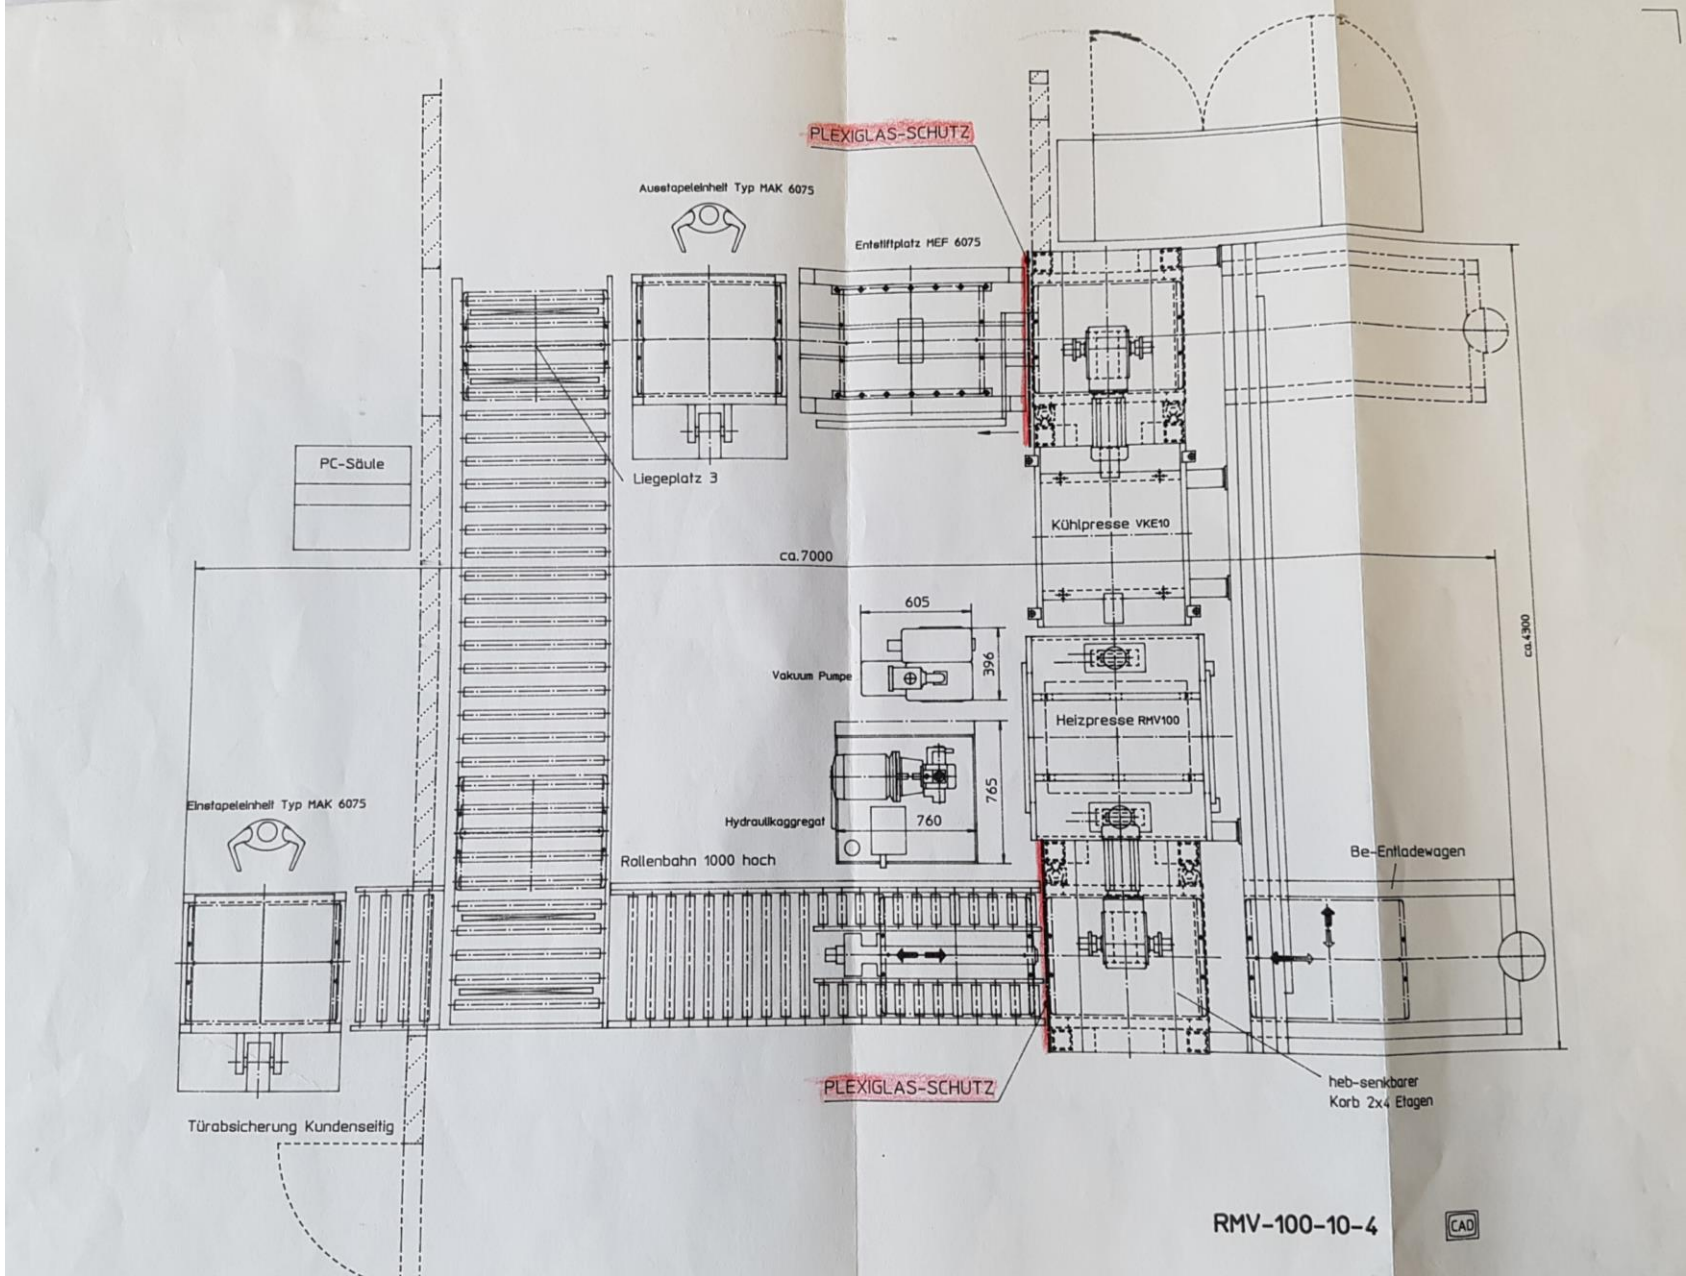 PLEXIGLAS-SCHUTZ
Ausstapeleinheit Typ MAK 6075
Entstiftplatz MEF 6075
PC-Säule
Liegeplatz 3
Kühlpresse VKE10
ca.7000
605
396
Vakuum Pumpe
ca.4300
Heizpresse RMV100
765
Einstapeleinheit Typ MAK 6075
Hydraulikaggregat
760
Rollenbahn 1000 hoch
Be-Entladewagen
PLEXIGLAS-SCHUTZ
heb-senkbarer
Korb 2x4 Etagen
Türabsicherung Kundenseitig
RMV-100-10-4
CAD